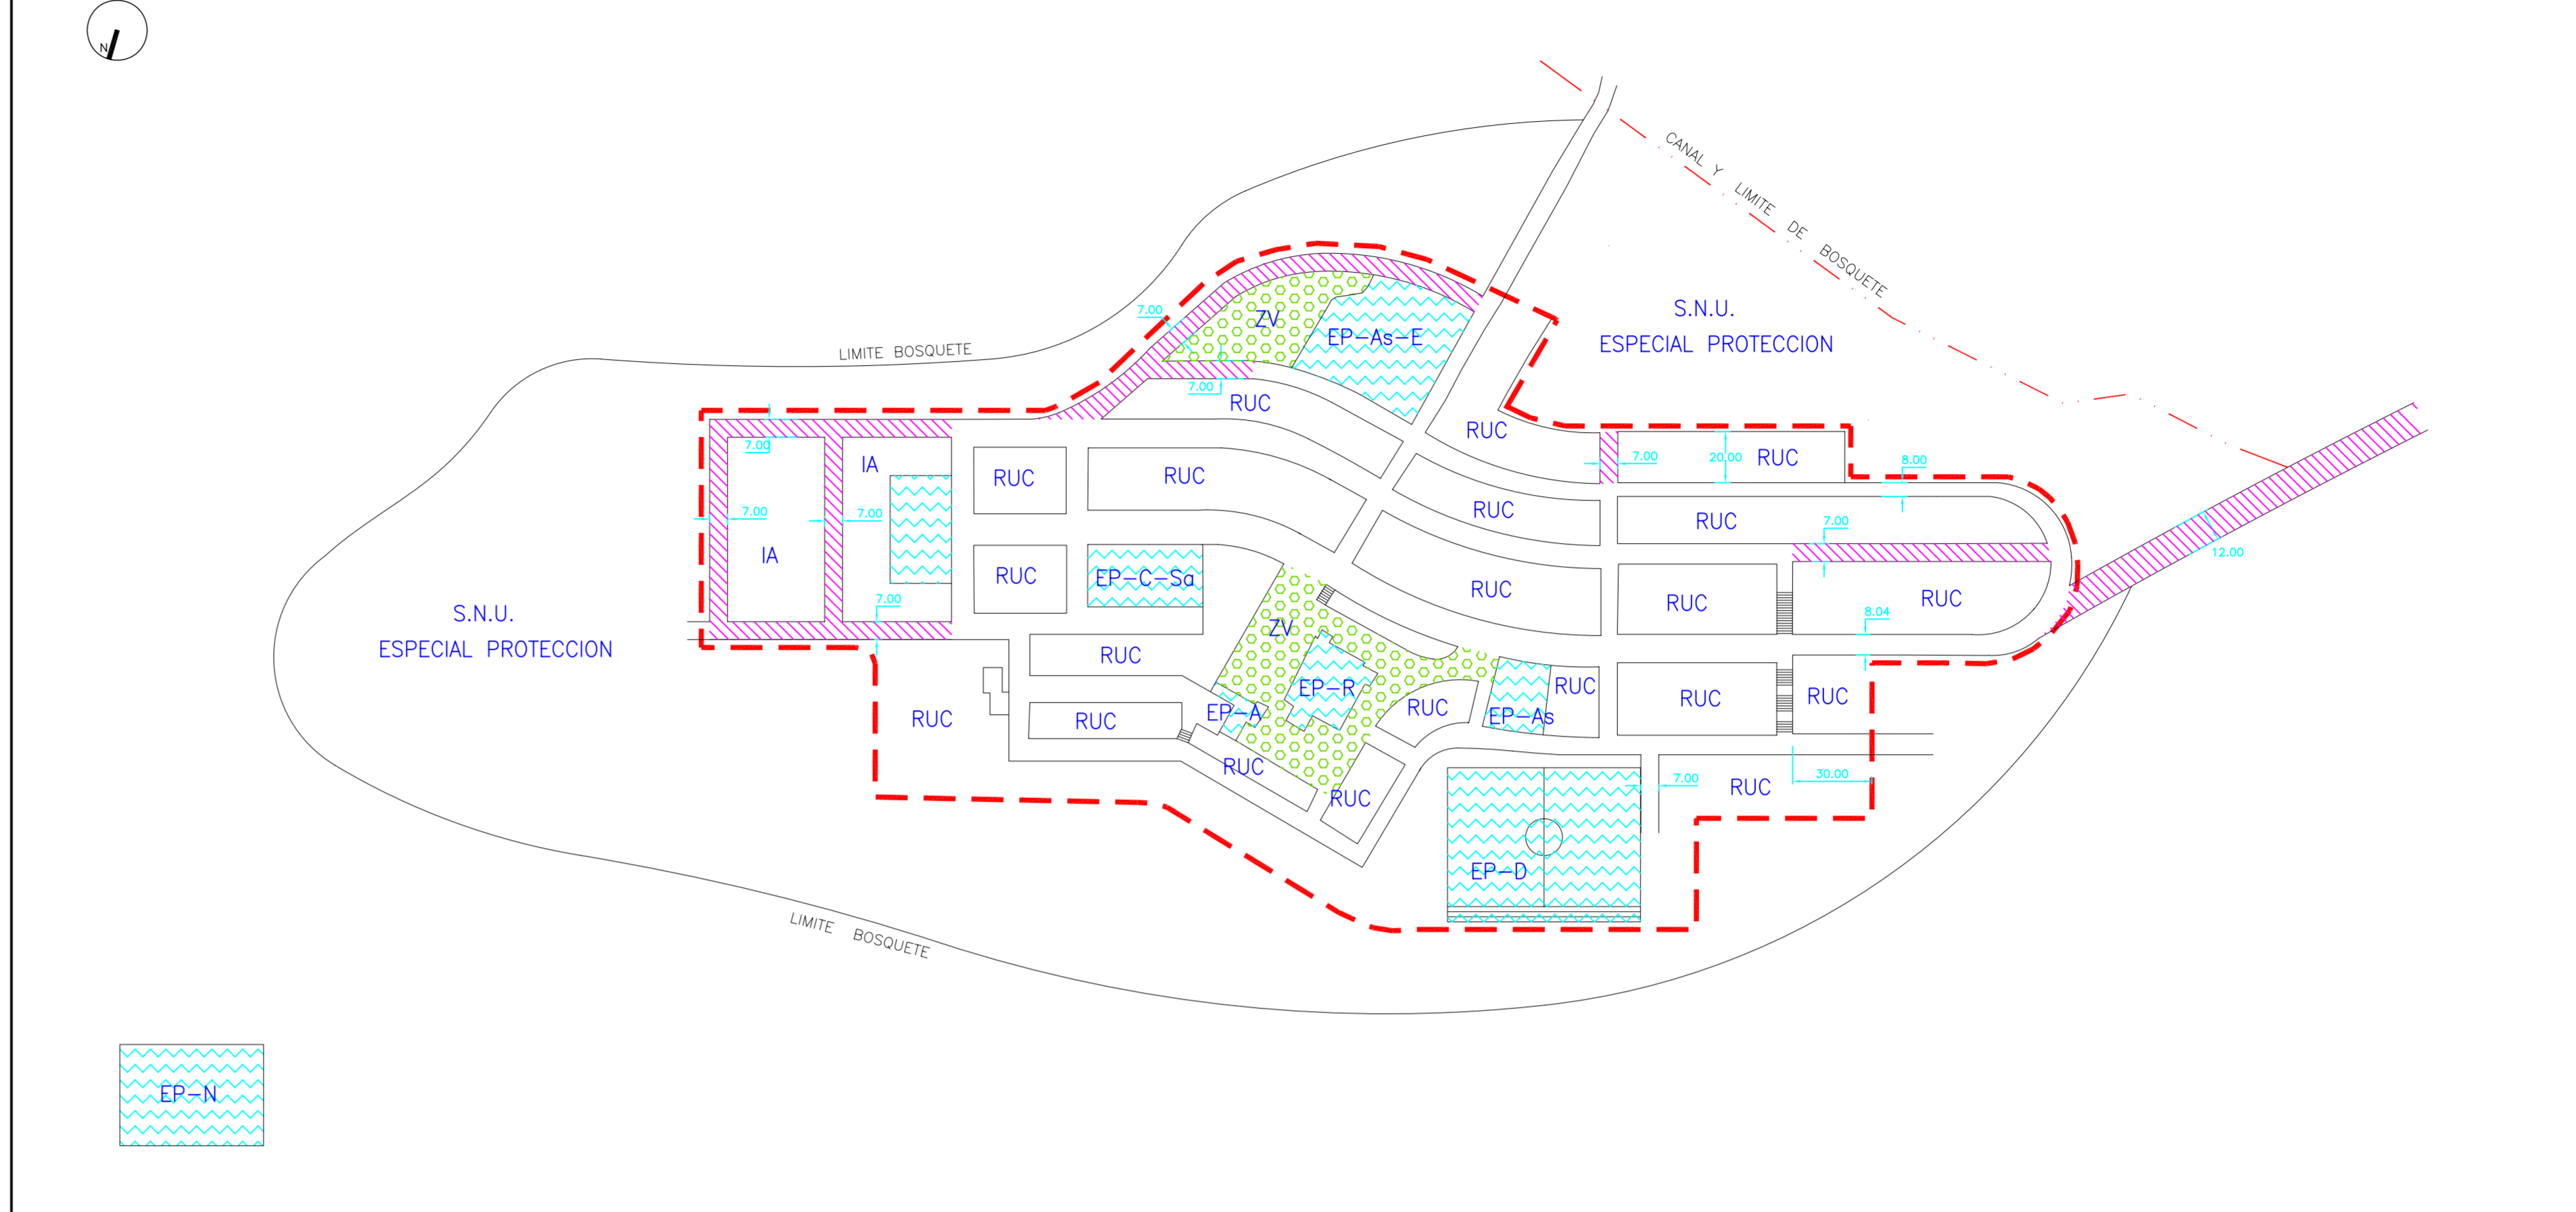 N
CANAL Y LIMITE DE BOSQUETE
S.N.U.
ESPECIAL PROTECCION
7.00
ZV
EP-As-E
LIMITE BOSQUETE
7.00
RUC
RUC
7.00
20.00
RUC
8.00
7.00
IA
RUC
RUC
7.00
7.00
RUC
RUC
7.00
12.00
IA
RUC
EP-C-Sa
RUC
RUC
RUC
7.00
8.04
S.N.U.
ESPECIAL PROTECCION
ZV
RUC
EP-R
RUC
RUC
RUC
RUC
EP-A
EP-As
RUC
RUC
RUC
RUC
7.00
30.00
RUC
EP-D
LIMITE BOSQUETE
EP-N